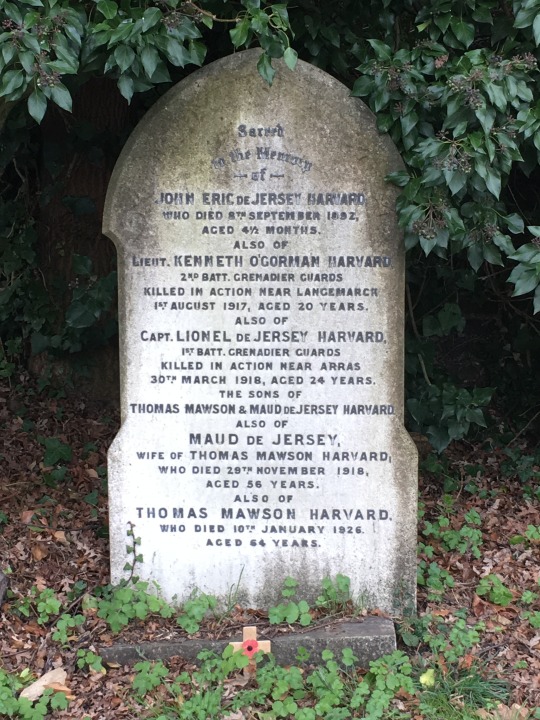 Sacred
to the Memory
of
JOHN ERIC DE JERSEY HARVARD
WHO DIED 8TH SEPTEMBER 1892,
AGED 4½ MONTHS.
ALSO OF
LIEUT. KENNETH O'GORMAN HARVARD,
2ND BATT. GRENADIER GUARDS
KILLED IN ACTION NEAR LANGEMARCK
1ST AUGUST 1917, AGED 20 YEARS.
ALSO OF
CAPT. LIONEL DE JERSEY HARVARD,
1ST BATT. GRENADIER GUARDS
KILLED IN ACTION NEAR ARRAS
30TH MARCH 1918, AGED 24 YEARS.
THE SONS OF
THOMAS MAWSON & MAUD DE JERSEY HARVARD
ALSO OF
MAUD DE JERSEY,
WIFE OF THOMAS MAWSON HARVARD,
WHO DIED 29TH NOVEMBER 1918,
AGED 56 YEARS.
ALSO OF
THOMAS MAWSON HARVARD,
WHO DIED 10TH JANUARY 1926.
AGED 64 YEARS.